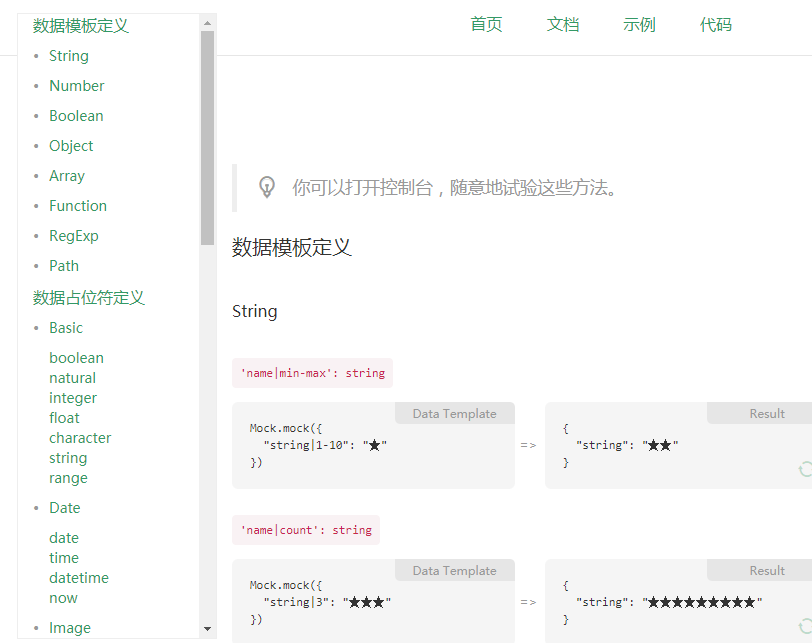 首页 文档 示例 代码
数据模板定义
• String
• Number
• Boolean
• Object
• Array
• Function
• RegExp
• Path
数据占位符定义
• Basic
boolean
natural
integer
float
character
string
range
• Date
date
time
datetime
now
• Image
你可以打开控制台，随意地试验这些方法。
数据模板定义
String
'name|min-max': string
Data Template
Mock.mock({
"string|1-10": "★"
})
=>
Result
{
"string": "★★"
}
'name|count': string
Data Template
Mock.mock({
"string|3": "★★★"
})
=>
Result
{
"string": "★★★★★★★★★"
}